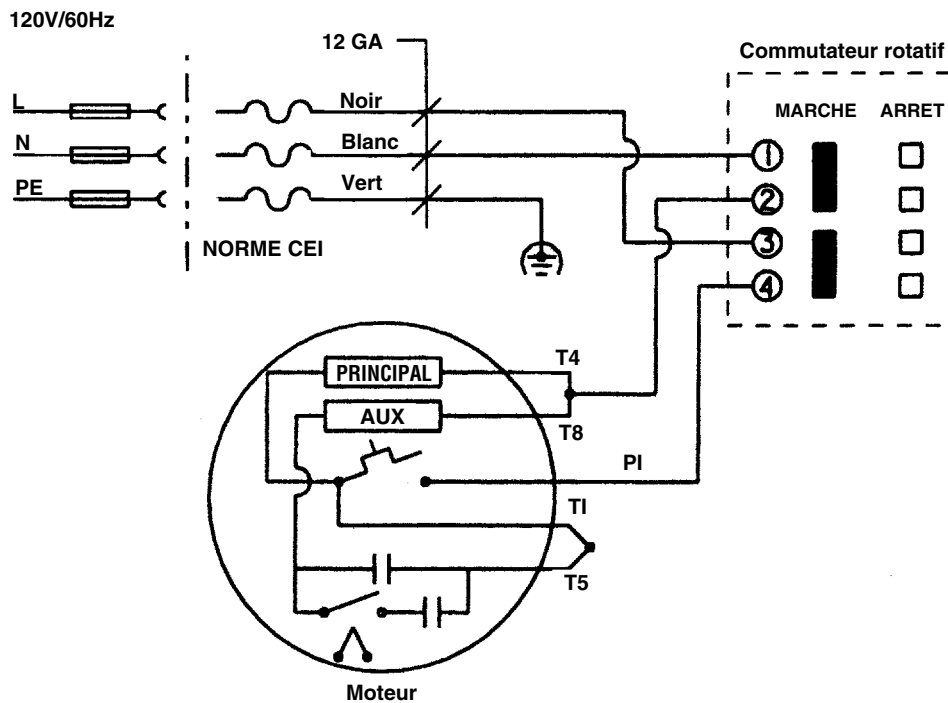 120V/60Hz
12 GA
Commutateur rotatif
L
Noir
MARCHE ARRET
N
Blanc
1
PE
Vert
2
NORME CEI
3
4
T4
PRINCIPAL
AUX
T8
PI
TI
T5
Moteur